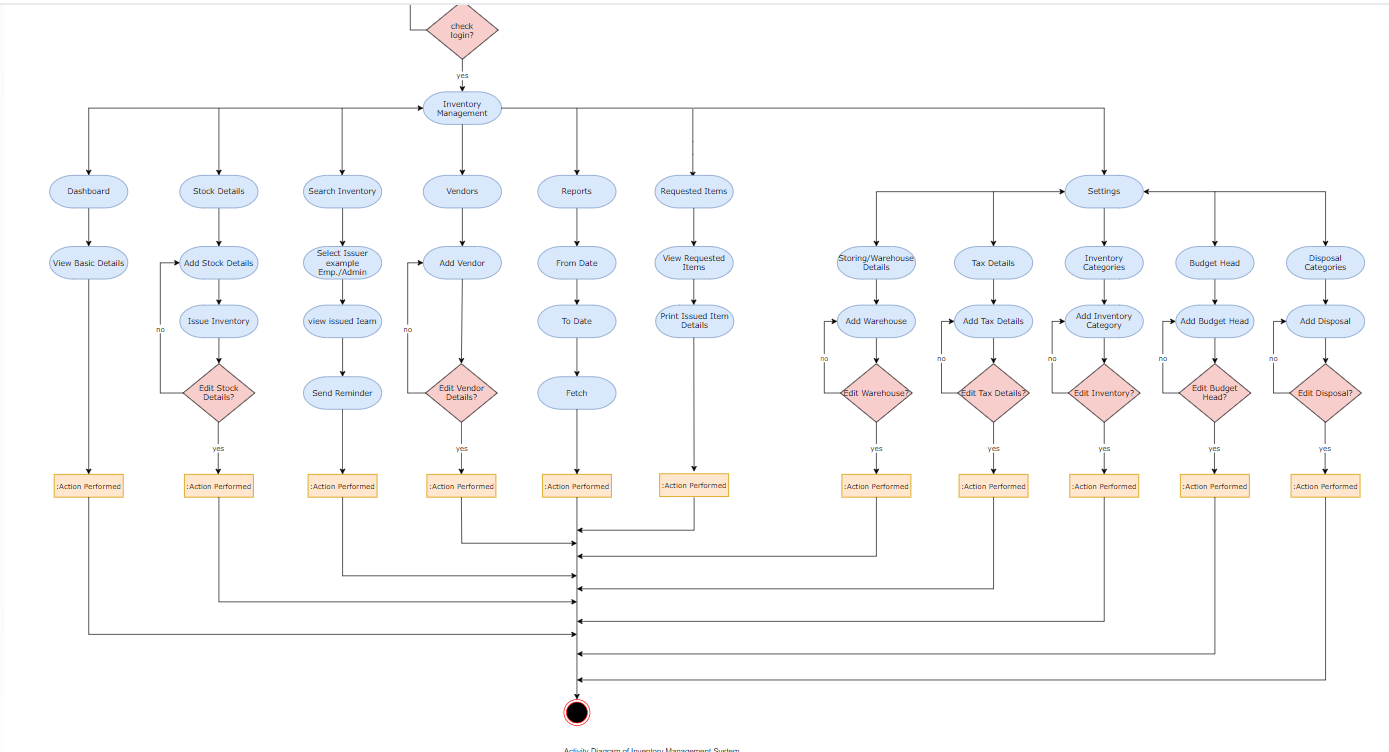 check
login?
yes
Inventory
Management
Dashboard
Stock Details
Search Inventory
Vendors
Reports
Requested Items
Settings
View Basic Details
Add Stock Details
Select Issuer
example
Emp./Admin
Add Vendor
From Date
View Requested
Items
Storing/Warehouse
Details
Tax Details
Inventory
Categories
Budget Head
Disposal
Categories
Issue Inventory
view issued Ieam
To Date
Print Issued Item
Details
Add Warehouse
Add Tax Details
Add Inventory
Category
Add Budget Head
Add Disposal
no
no
no
no
no
no
no
Edit Stock
Details?
Send Reminder
Edit Vendor
Details?
Fetch
Edit Warehouse?
Edit Tax Details?
Edit Inventory?
Edit Budget
Head?
Edit Disposal?
yes
yes
yes
yes
yes
yes
yes
:Action Performed
:Action Performed
:Action Performed
:Action Performed
:Action Performed
:Action Performed
:Action Performed
:Action Performed
:Action Performed
:Action Performed
:Action Performed
Activity Diagram of Inventory Management System